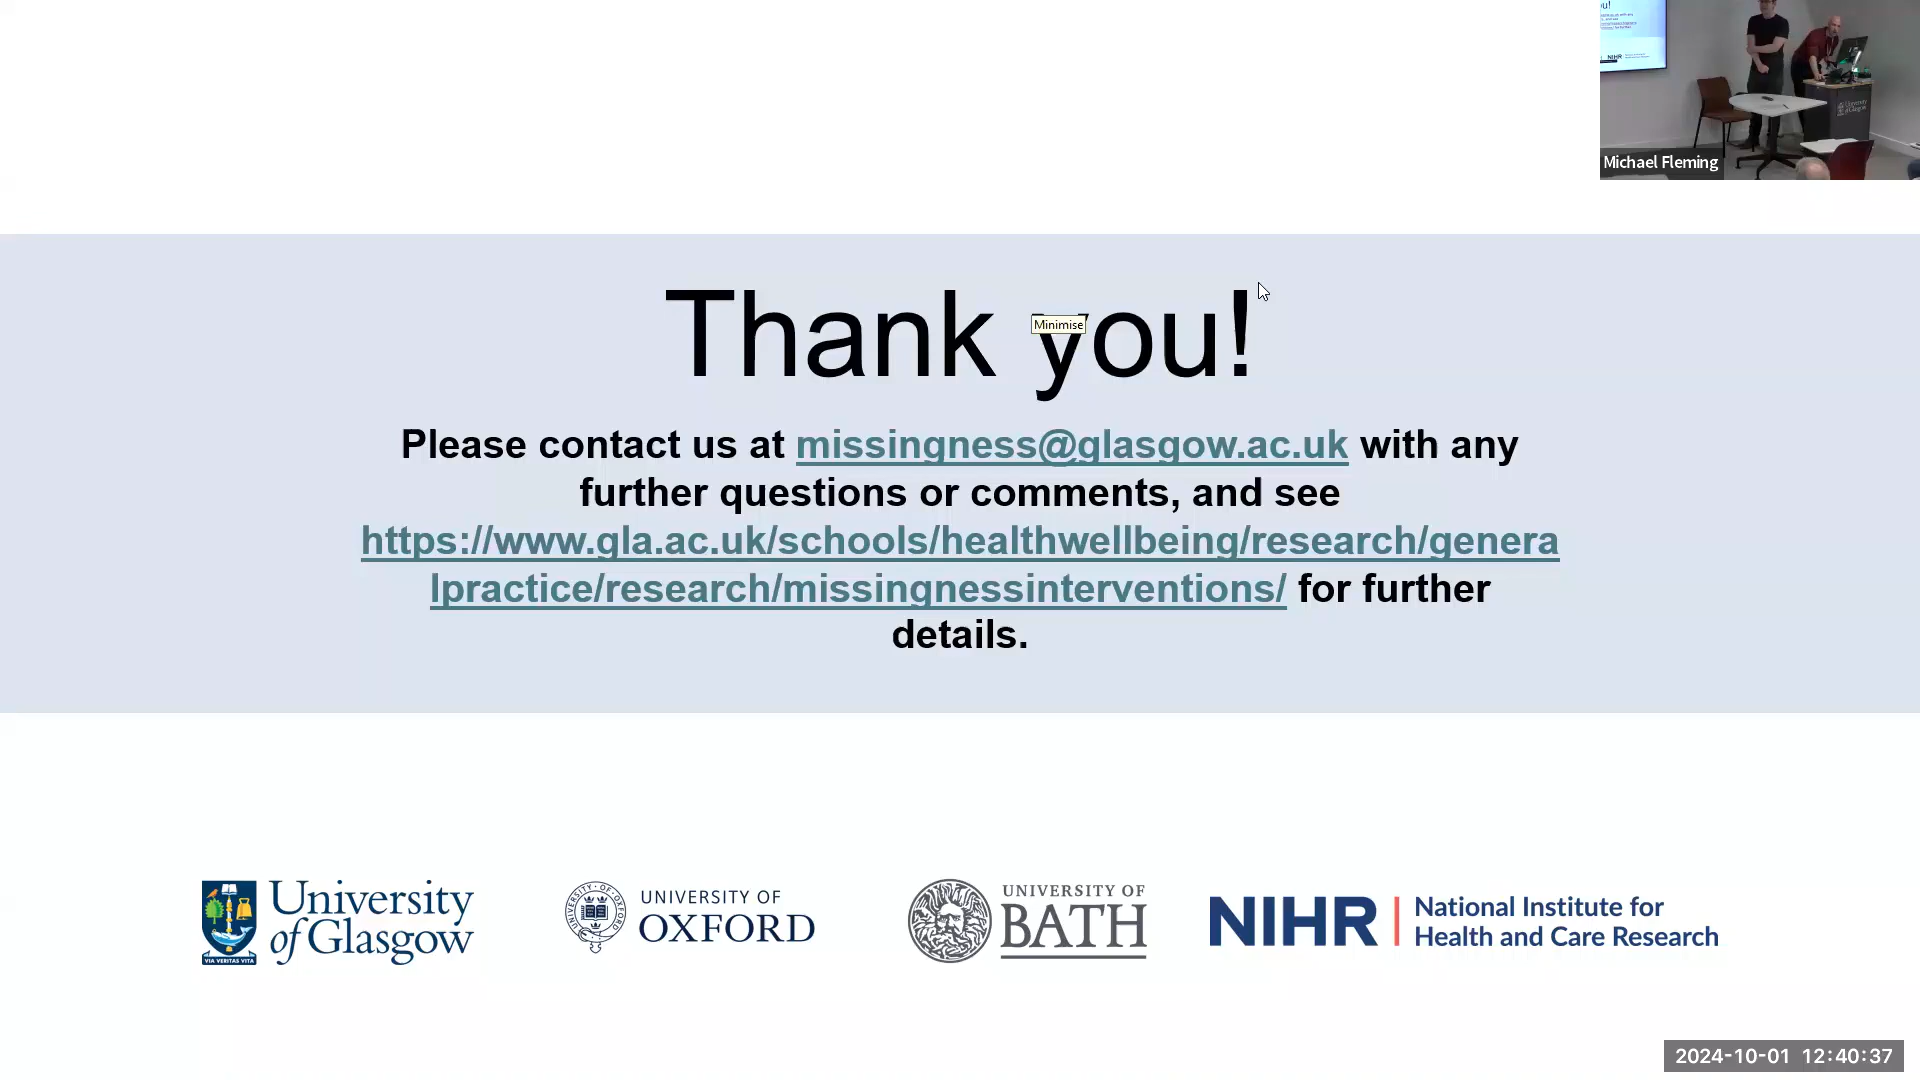 Michael Fleming
Thank you!
Minimise
Please contact us at missingness@glasgow.ac.uk with any
further questions or comments, and see
https://www.gla.ac.uk/schools/healthwellbeing/research/genera
lpractice/research/missingnessinterventions/ for further
details.
University
of Glasgow
VIA VERITAS VITA
UNIVERSITY OF
OXFORD
UNIVERSITY OF
BATH
NIHR
National Institute for
Health and Care Research
2024-10-01 12:40:37